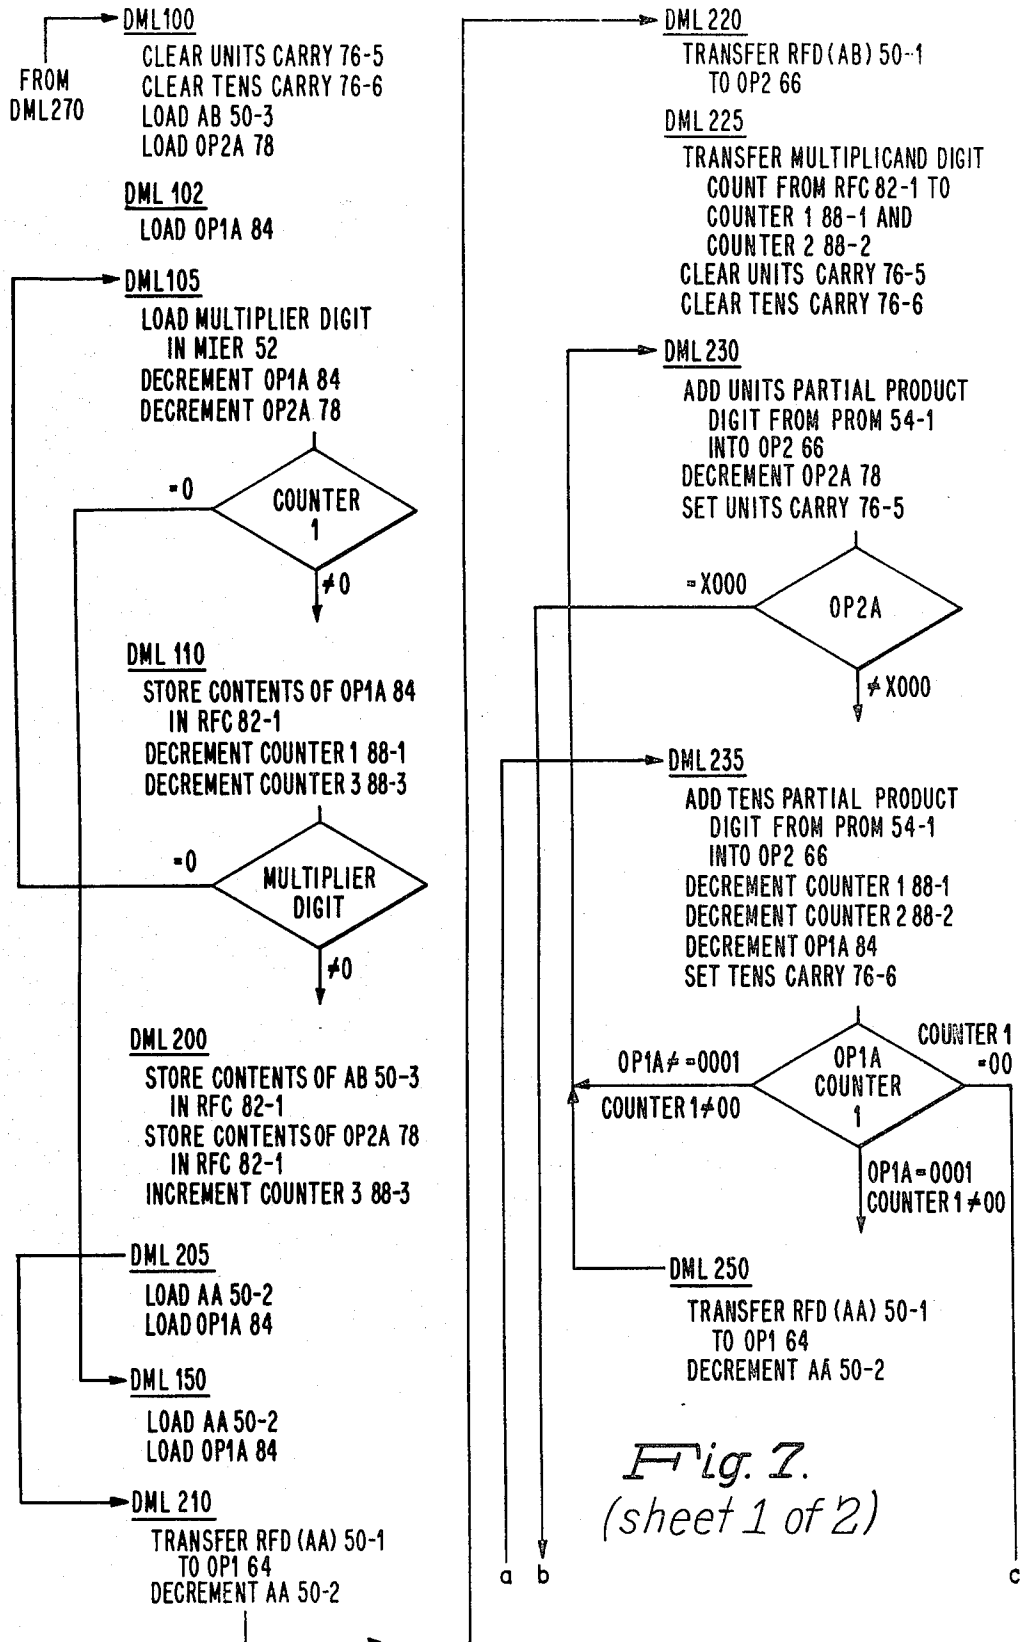 DML100
CLEAR UNITS CARRY 76-5
CLEAR TENS CARRY 76-6
LOAD AB 50-3
LOAD OP2A 78
FROM
DML270
DML 102
LOAD OP1A 84
DML105
LOAD MULTIPLIER DIGIT
IN MIER 52
DECREMENT OP1A 84
DECREMENT OP2A 78
=0
COUNTER
1
≠0
DML 110
STORE CONTENTS OF OP1A 84
IN RFC 82-1
DECREMENT COUNTER 1 88-1
DECREMENT COUNTER 3 88-3
=0
MULTIPLIER
DIGIT
≠0
DML 200
STORE CONTENTS OF AB 50-3
IN RFC 82-1
STORE CONTENTS OF OP2A 78
IN RFC 82-1
INCREMENT COUNTER 3 88-3
DML 205
LOAD AA 50-2
LOAD OP1A 84
DML 150
LOAD AA 50-2
LOAD OP1A 84
DML 210
TRANSFER RFD (AA) 50-1
TO OP1 64
DECREMENT AA 50-2
DML 220
TRANSFER RFD (AB) 50-1
TO OP2 66
DML 225
TRANSFER MULTIPLICAND DIGIT
COUNT FROM RFC 82-1 TO
COUNTER 1 88-1 AND
COUNTER 2 88-2
CLEAR UNITS CARRY 76-5
CLEAR TENS CARRY 76-6
DML 230
ADD UNITS PARTIAL PRODUCT
DIGIT FROM PROM 54-1
INTO OP2 66
DECREMENT OP2A 78
SET UNITS CARRY 76-5
=X000
OP2A
≠X000
DML 235
ADD TENS PARTIAL PRODUCT
DIGIT FROM PROM 54-1
INTO OP2 66
DECREMENT COUNTER 1 88-1
DECREMENT COUNTER 2 88-2
DECREMENT OP1A 84
SET TENS CARRY 76-6
COUNTER 1
=00
OP1A≠=0001
COUNTER 1≠00
OP1A
COUNTER
1
OP1A=0001
COUNTER 1≠00
DML 250
TRANSFER RFD (AA) 50-1
TO OP1 64
DECREMENT AA 50-2
Fig. 7.
(sheet 1 of 2)
a b c